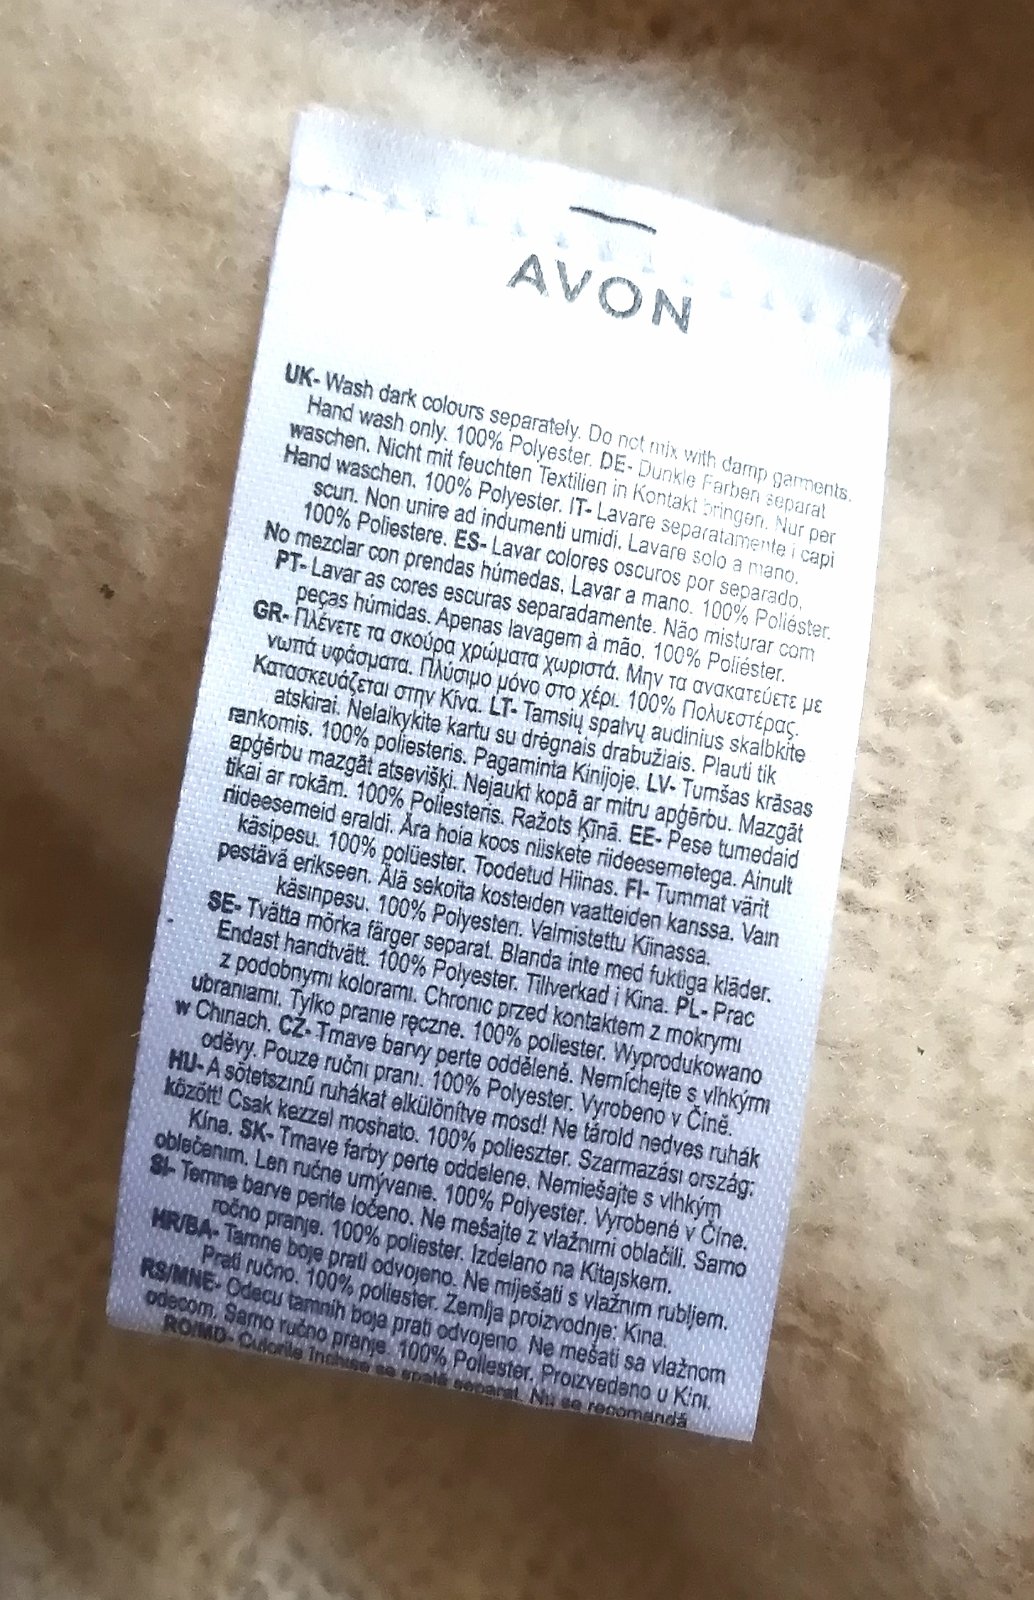 AVON
UK- Wash dark colours separately. Do not mix with damp garments.
Hand wash only. 100% Polyester. DE- Dunkle Farben separat
waschen. Nicht mit feuchten Textilien in Kontakt bringen. Nur per
Hand waschen. 100% Polyester. IT- Lavare separatamente i capi
scuri. Non unire ad indumenti umidi. Lavare solo a mano.
100% Poliestere. ES- Lavar colores oscuros por separado.
No mezclar con prendas húmedas. Lavar a mano. 100% Poliéster.
PT- Lavar as cores escuras separadamente. Não misturar com
peças húmidas. Apenas lavagem à mão. 100% Poliéster.
GR- Πλένετε τα σκούρα χρώματα χωριστά. Μην τα ανακατεύετε με
νωπά υφάσματα. Πλύσιμο μόνο στο χέρι. 100% Πολυεστέρας.
Κατασκευάζεται στην Κίνα. LT- Tamsių spalvų audinius skalbkite
atskirai. Nelaikykite kartu su drėgnais drabužiais. Plauti tik
rankomis. 100% poliesteris. Pagaminta Kinijoje. LV- Tumšas krāsas
apģērbu mazgāt atsevišķi. Nejaukt kopā ar mitru apģērbu. Mazgāt
tikai ar rokām. 100% Poliesteris. Ražots Ķīnā. EE- Pese tumedaid
riideesemeid eraldi. Ära hoia koos niiskete riideesemetega. Ainult
käsipesu. 100% polüester. Toodetud Hiinas. FI- Tummat värit
pestävä erikseen. Älä sekoita kosteiden vaatteiden kanssa. Vain
käsinpesu. 100% Polyesteri. Valmistettu Kiinassa.
SE- Tvätta mörka färger separat. Blanda inte med fuktiga kläder.
Endast handtvätt. 100% Polyester. Tillverkad i Kina. PL- Prac
z podobnymi kolorami. Chronić przed kontaktem z mokrymi
ubraniami. Tylko pranie ręczne. 100% poliester. Wyprodukowano
w Chinach. CZ- Tmavé barvy perte odděleně. Nemíchejte s vlhkými
oděvy. Pouze ruční praní. 100% Polyester. Vyrobeno v Číně.
HU- A sötétszínű ruhákat elkülönítve mosd! Ne tárold nedves ruhák
között! Csak kézzel mosható. 100% poliészter. Származási ország:
Kína. SK- Tmavé farby perte oddelene. Nemiešajte s vlhkým
oblečením. Len ručné umývanie. 100% Polyester. Vyrobené v Číne.
SI- Temne barve perite ločeno. Ne mešajte z vlažnimi oblačili. Samo
ročno pranje. 100% poliester. Izdelano na Kitajskem.
HR/BA- Tamne boje prati odvojeno. Ne miješati s vlažnim rubljem.
Prati ručno. 100% poliester. Zemlja proizvodnje: Kina.
RS/MNE- Odeću tamnih boja prati odvojeno. Ne mešati sa vlažnom
odećom. Samo ručno pranje. 100% Poliester. Proizvedeno u Kini.
RO/MD- Culorile închise se spală separat. Nu se recomandă